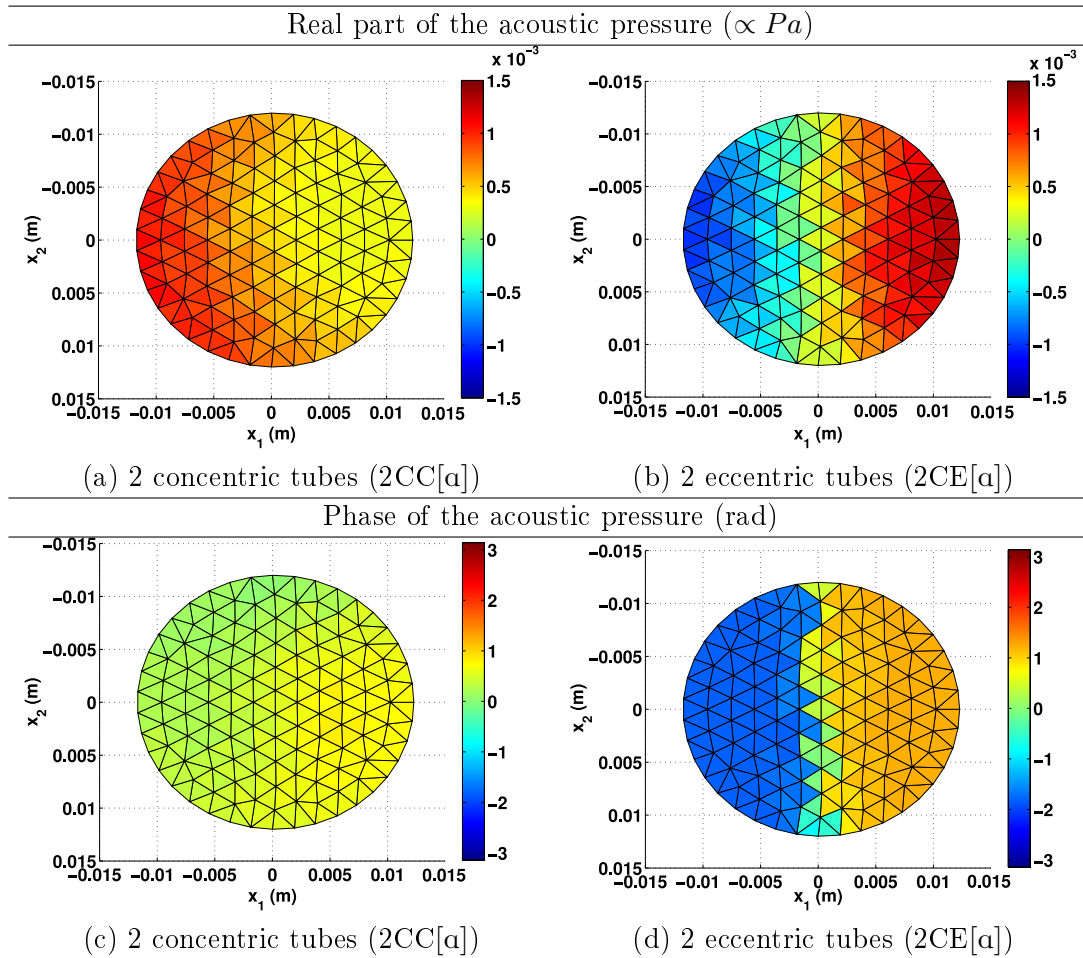 Real part of the acoustic pressure (∝ Pa)
x 10⁻³
−0.015
−0.01
−0.005
0
0.005
0.01
0.015
x₂ (m)
−0.015 −0.01 −0.005 0 0.005 0.01 0.015
x₁ (m)
1.5
1
0.5
0
−0.5
−1
−1.5
x 10⁻³
−0.015
−0.01
−0.005
0
0.005
0.01
0.015
x₂ (m)
−0.015 −0.01 −0.005 0 0.005 0.01 0.015
x₁ (m)
1.5
1
0.5
0
−0.5
−1
−1.5
(a) 2 concentric tubes (2CC[ɑ])
(b) 2 eccentric tubes (2CE[ɑ])
Phase of the acoustic pressure (rad)
−0.015
−0.01
−0.005
0
0.005
0.01
0.015
x₂ (m)
−0.015 −0.01 −0.005 0 0.005 0.01 0.015
x₁ (m)
3
2
1
0
−1
−2
−3
−0.015
−0.01
−0.005
0
0.005
0.01
0.015
x₂ (m)
−0.015 −0.01 −0.005 0 0.005 0.01 0.015
x₁ (m)
3
2
1
0
−1
−2
−3
(c) 2 concentric tubes (2CC[ɑ])
(d) 2 eccentric tubes (2CE[ɑ])